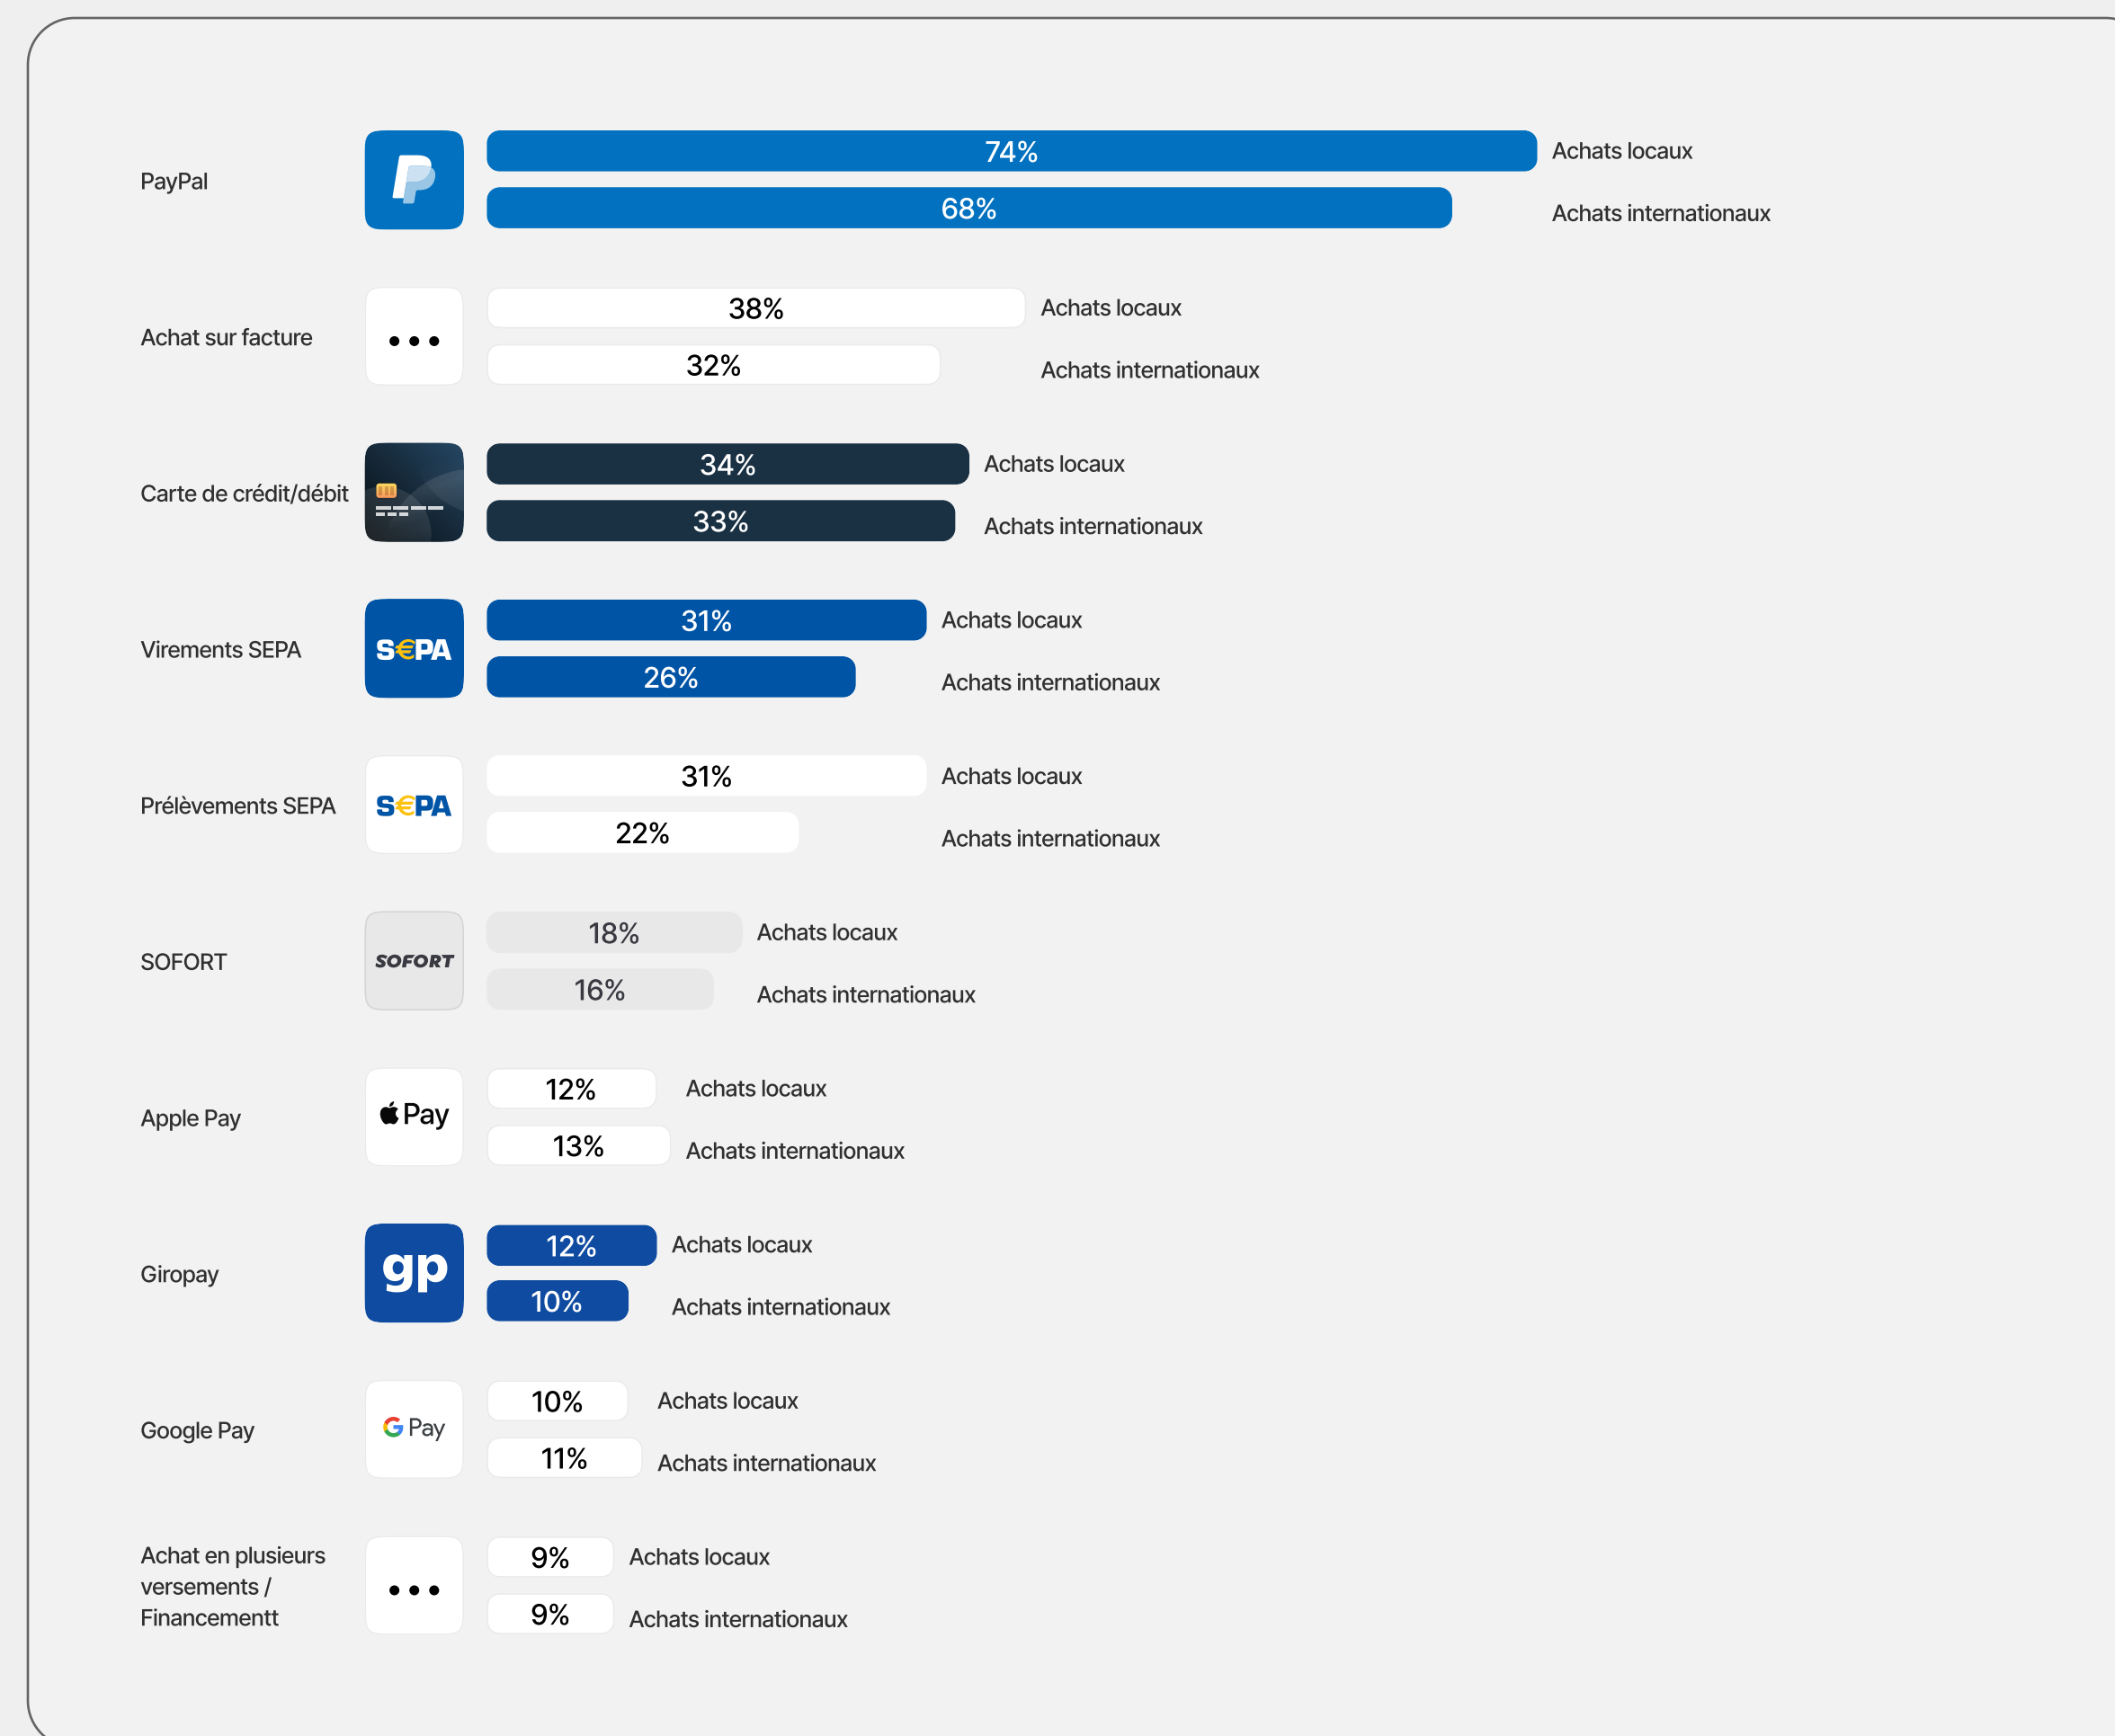 PayPal
74%
Achats locaux
68%
Achats internationaux
Achat sur facture
38%
Achats locaux
32%
Achats internationaux
Carte de crédit/débit
34%
Achats locaux
33%
Achats internationaux
Virements SEPA
S€PA
31%
Achats locaux
26%
Achats internationaux
Prélèvements SEPA
S€PA
31%
Achats locaux
22%
Achats internationaux
SOFORT
SOFORT
18%
Achats locaux
16%
Achats internationaux
Apple Pay
Pay
12%
Achats locaux
13%
Achats internationaux
Giropay
gp
12%
Achats locaux
10%
Achats internationaux
Google Pay
G Pay
10%
Achats locaux
11%
Achats internationaux
Achat en plusieurs
versements /
Financementt
9%
Achats locaux
9%
Achats internationaux